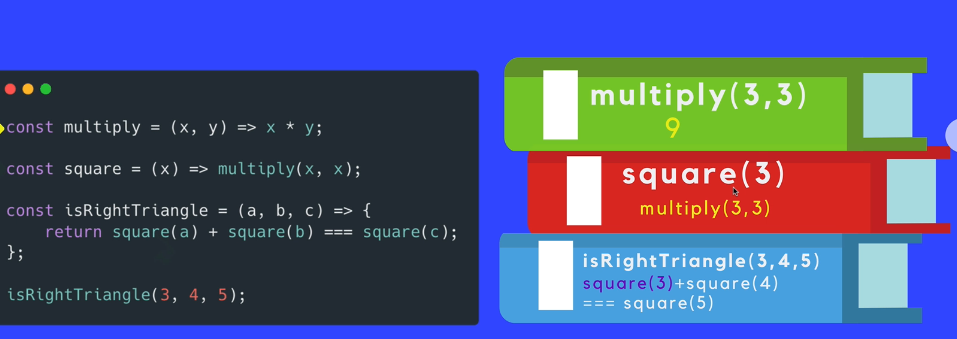 const multiply = (x, y) => x * y;
const square = (x) => multiply(x, x);
const isRightTriangle = (a, b, c) => {
    return square(a) + square(b) === square(c);
};
isRightTriangle(3, 4, 5);
multiply(3,3)
9
square(3)
multiply(3,3)
isRightTriangle(3,4,5)
square(3)+square(4)
=== square(5)